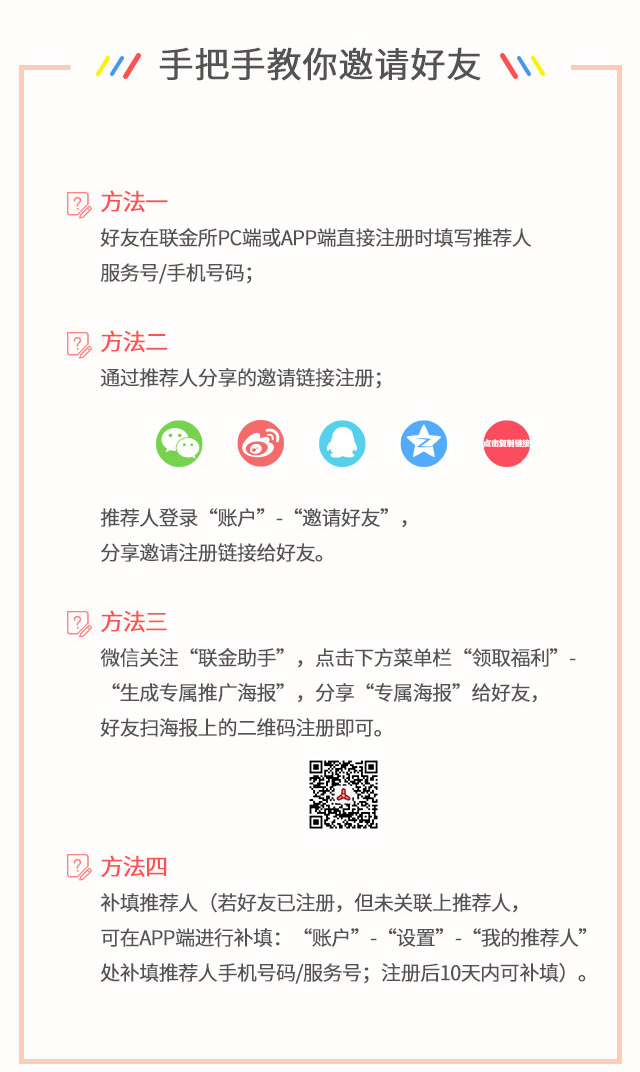 手把手教你邀请好友
方法一
好友在联金所PC端或APP端直接注册时填写推荐人
服务号/手机号码；
方法二
通过推荐人分享的邀请链接注册；
点击复制链接
推荐人登录“账户”-“邀请好友”，
分享邀请注册链接给好友。
方法三
微信关注“联金助手”，点击下方菜单栏“领取福利”-
“生成专属推广海报”，分享“专属海报”给好友，
好友扫海报上的二维码注册即可。
方法四
补填推荐人（若好友已注册，但未关联上推荐人，
可在APP端进行补填：“账户”-“设置”-“我的推荐人”
处补填推荐人手机号码/服务号；注册后10天内可补填）。